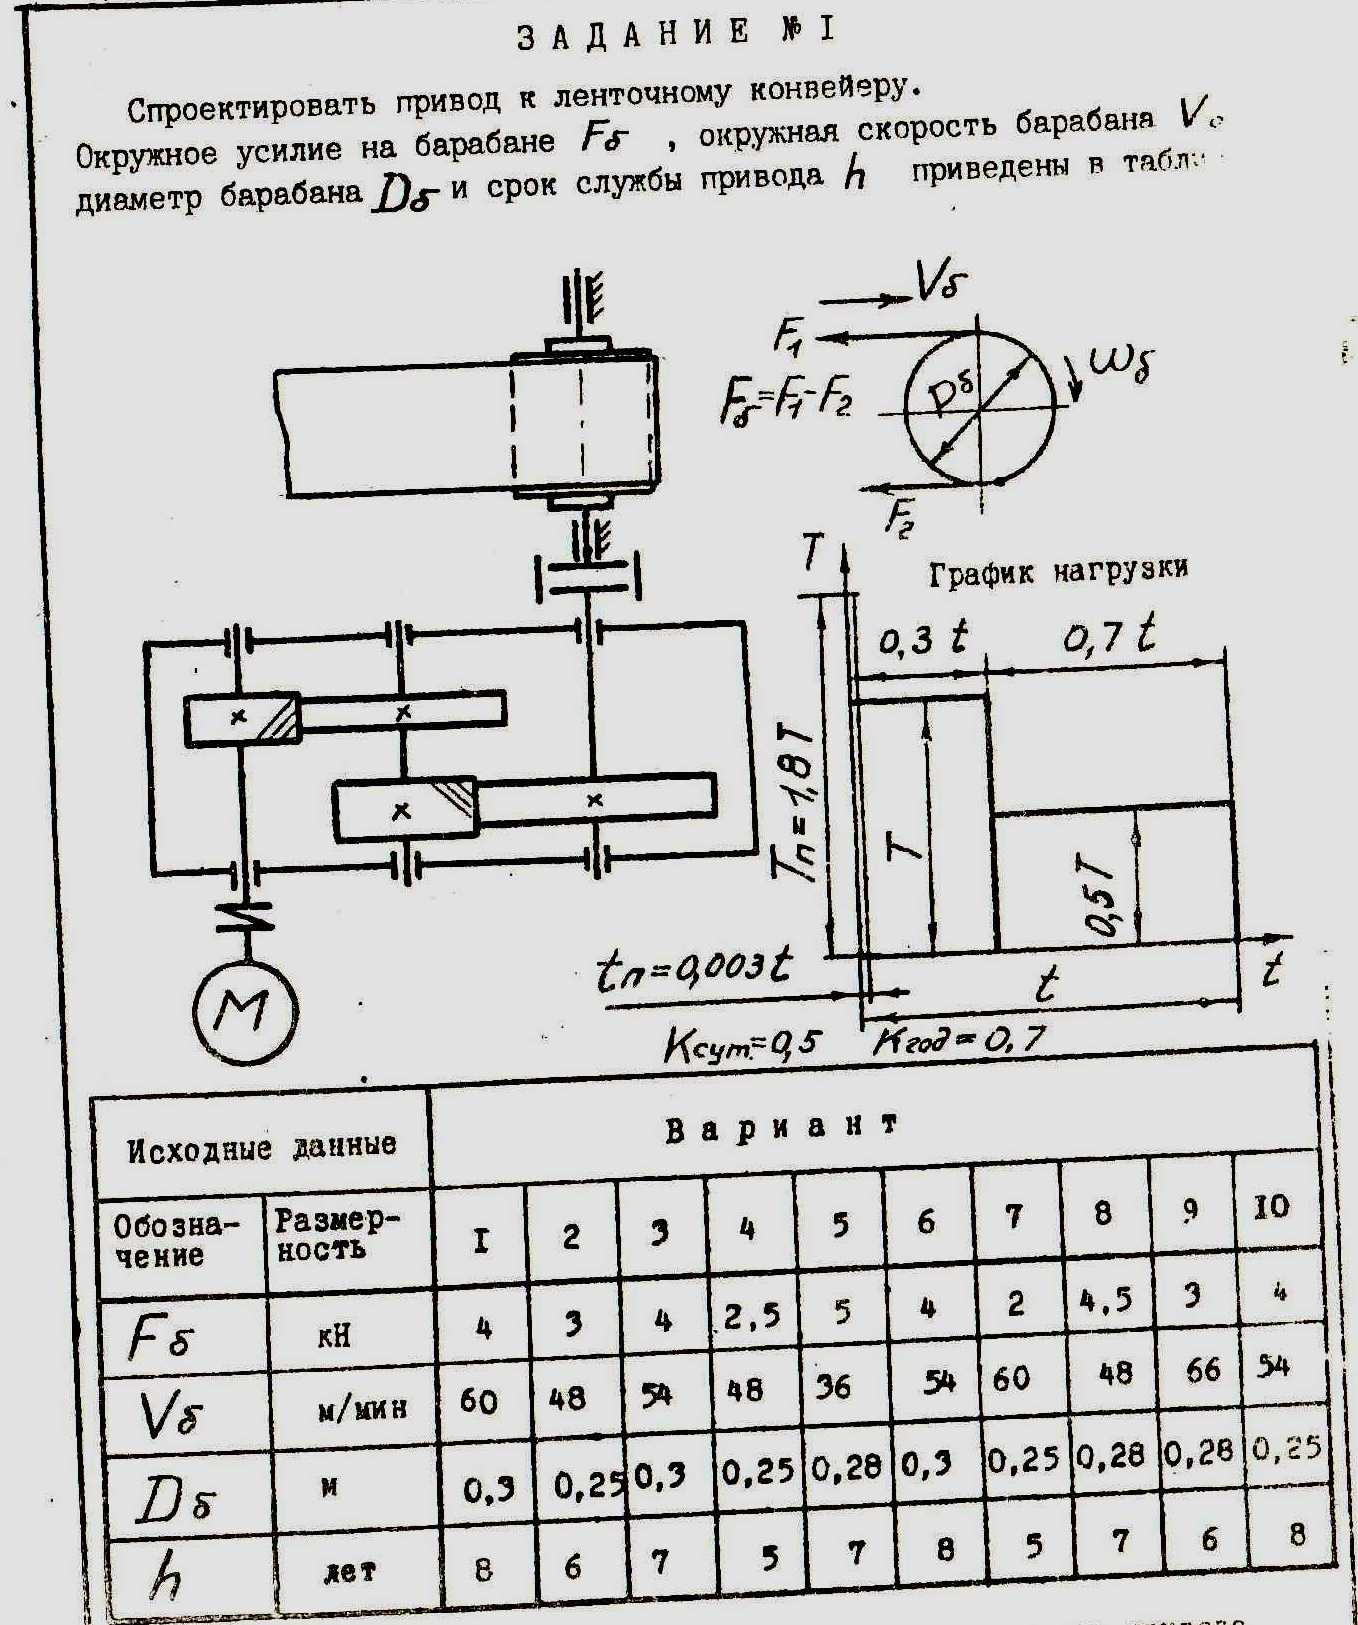 ЗАДАНИЕ № I
Спроектировать привод к ленточному конвейеру.
Окружное усилие на барабане Fб , окружная скорость барабана V
диаметр барабана Dб и срок службы привода h приведены в
Vб
F1
ωб
Fб=F1-F2
Dб
F2
T
График нагрузки
0,3 t 0,7 t
Tп=1,8T
T
0,5T
tп=0,003t
t
t
М
Kсут.=0,5 Kгод=0,7
Исходные данные Вариант
Обозна- Размер-
чение ность I 2 3 4 5 6 7 8 9 IO
Fб кН 4 3 4 2,5 5 4 2 4,5 3 4
Vб м/мин 60 48 54 48 36 54 60 48 66 54
Dб м 0,3 0,25 0,3 0,25 0,28 0,3 0,25 0,28 0,28 0,25
h лет 8 6 7 5 7 8 5 7 6 8